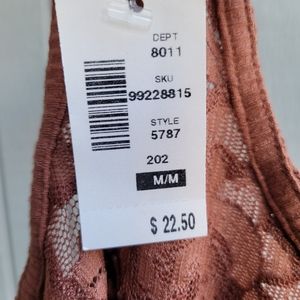 DEPT
8011
SKU
99228815
STYLE
5787
202
M/M
$ 22.50